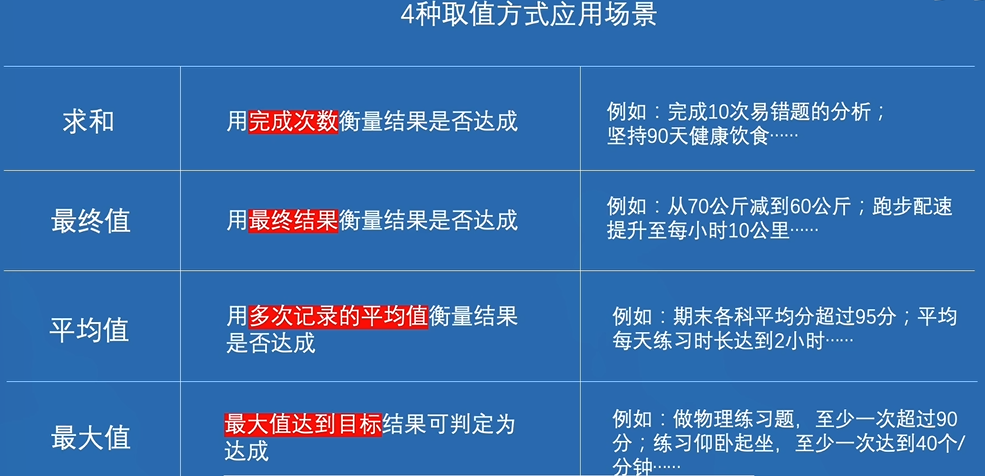 4种取值方式应用场景
求和
用完成次数衡量结果是否达成
例如：完成10次易错题的分析；
坚持90天健康饮食……
最终值
用最终结果衡量结果是否达成
例如：从70公斤减到60公斤；跑步配速
提升至每小时10公里……
平均值
用多次记录的平均值衡量结果
是否达成
例如：期末各科平均分超过95分；平均
每天练习时长达到2小时……
最大值
最大值达到目标结果可判定为
达成
例如：做物理练习题，至少一次超过90
分；练习仰卧起坐，至少一次达到40个/
分钟……